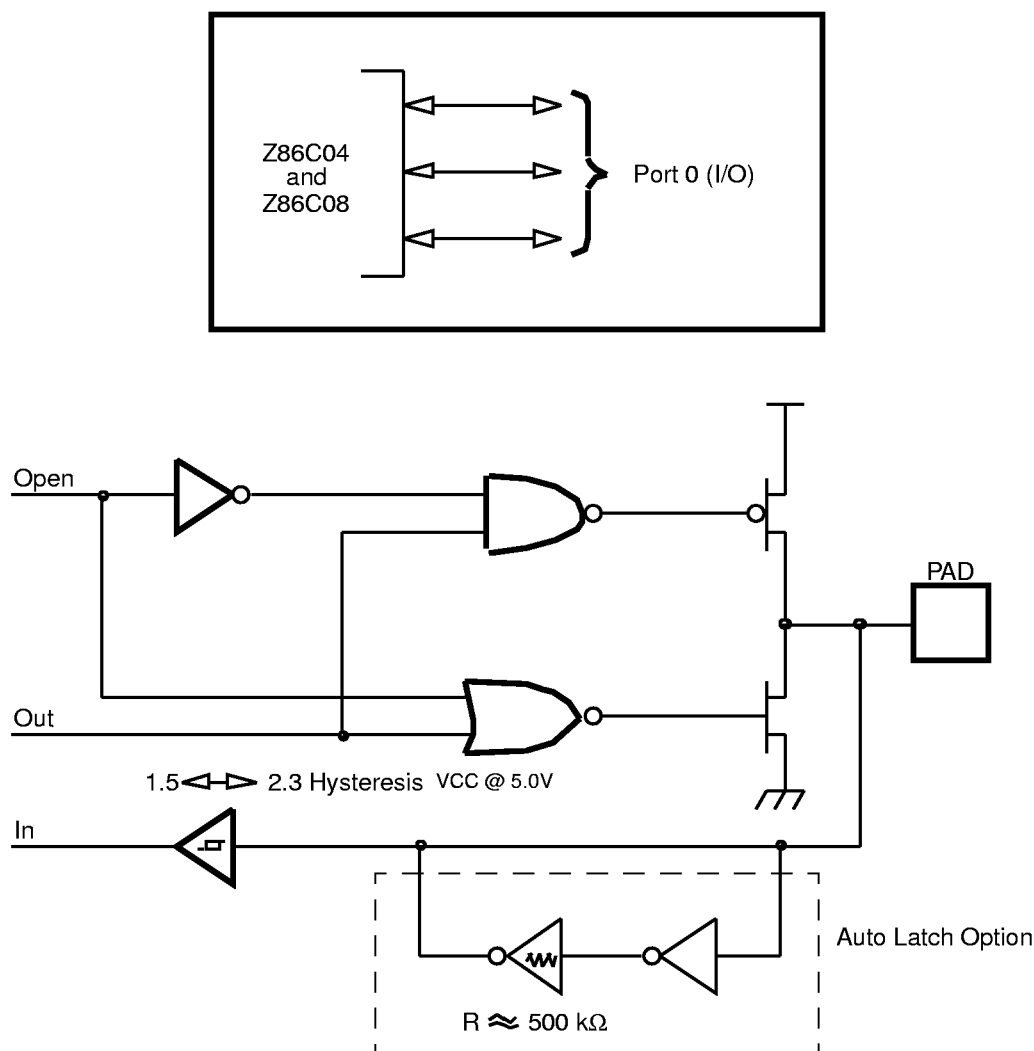 Z86C04
and
Z86C08
Port 0 (I/O)
Open
PAD
Out
1.5 2.3 Hysteresis VCC @ 5.0V
In
Auto Latch Option
R ≈ 500 kΩ